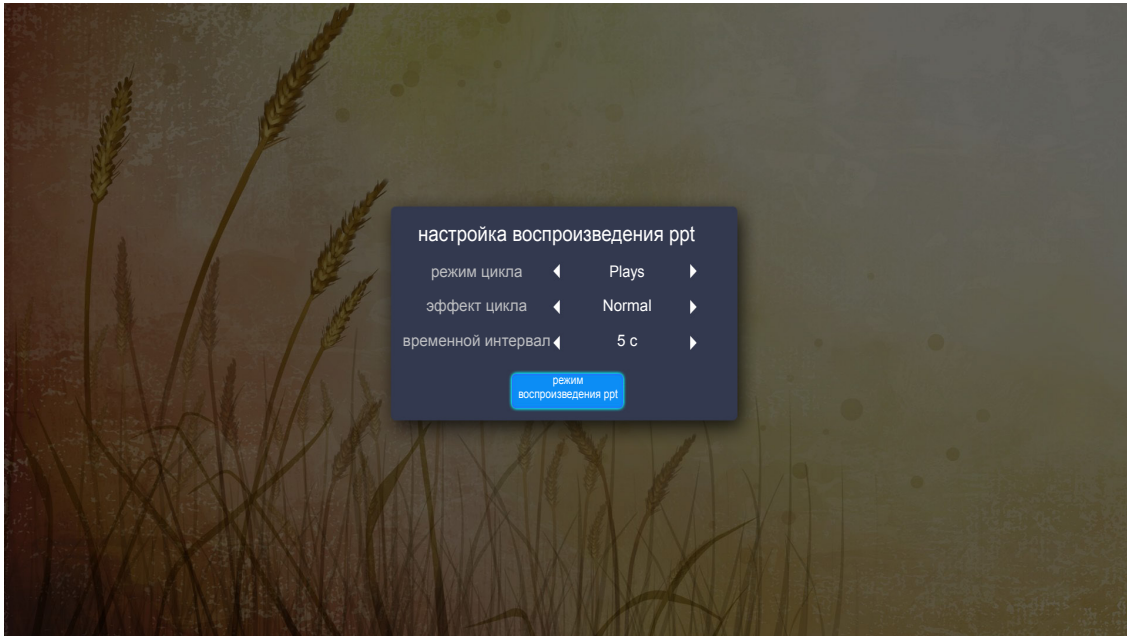 настройка воспроизведения ppt
режим цикла Plays
эффект цикла Normal
временной интервал 5 с
режим
воспроизведения ppt